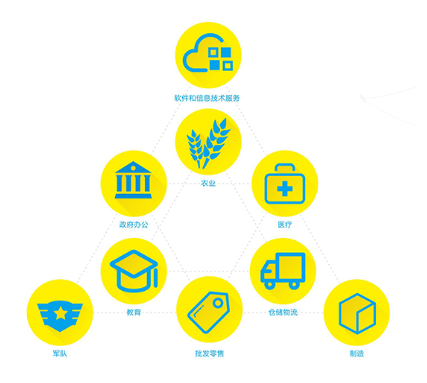 软件和信息技术服务
农业
政府办公
医疗
教育
仓储物流
军队
批发零售
制造